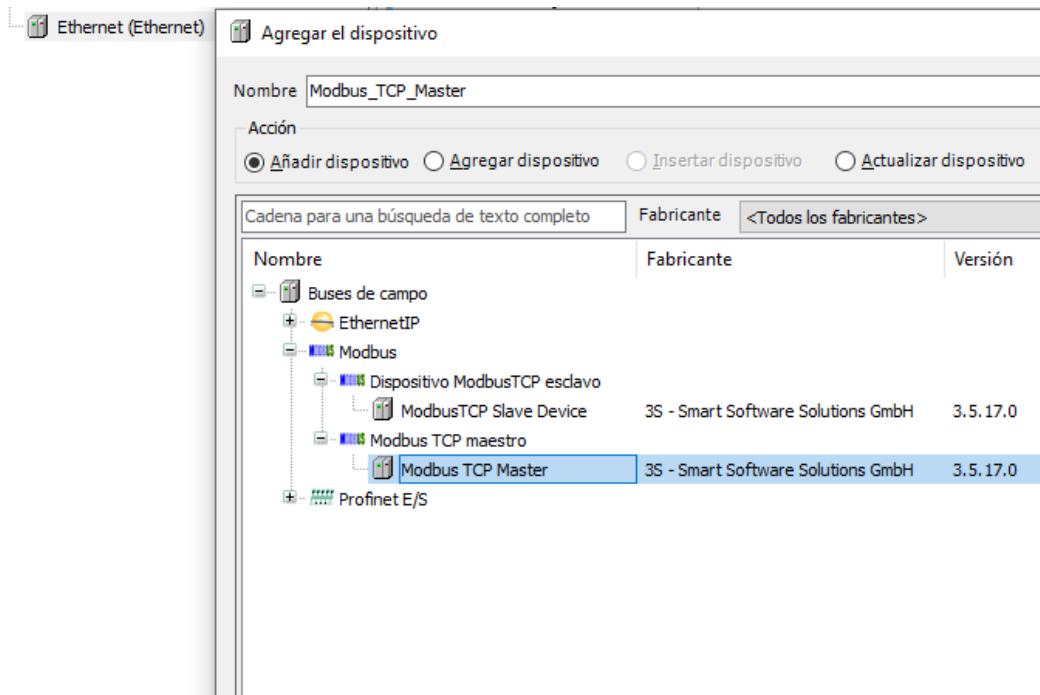 Ethernet (Ethernet)
Agregar el dispositivo
Nombre Modbus_TCP_Master
Acción
Añadir dispositivo Agregar dispositivo Insertar dispositivo Actualizar dispositivo
Cadena para una búsqueda de texto completo Fabricante <Todos los fabricantes>
Nombre Fabricante Versión
Buses de campo
EthernetIP
MODBUS Modbus
MODBUS Dispositivo ModbusTCP esclavo
ModbusTCP Slave Device 3S - Smart Software Solutions GmbH 3.5.17.0
MODBUS Modbus TCP maestro
Modbus TCP Master 3S - Smart Software Solutions GmbH 3.5.17.0
Profinet E/S